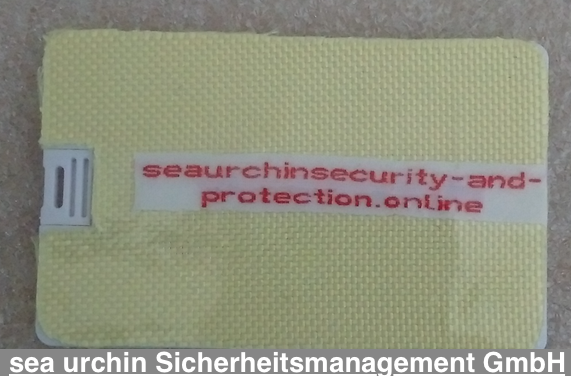 seaurchinsecurity-and-
protection.online
sea urchin Sicherheitsmanagement GmbH